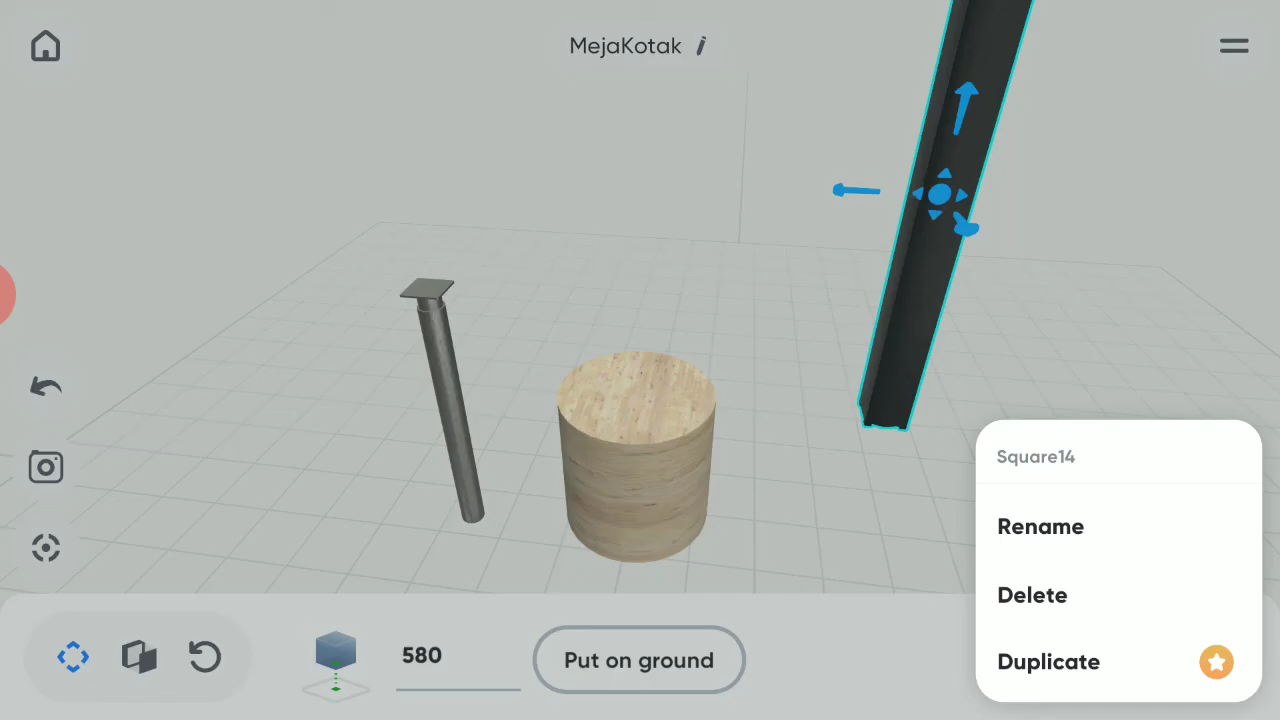 MejaKotak
Square14
Rename
Delete
Duplicate
580
Put on ground